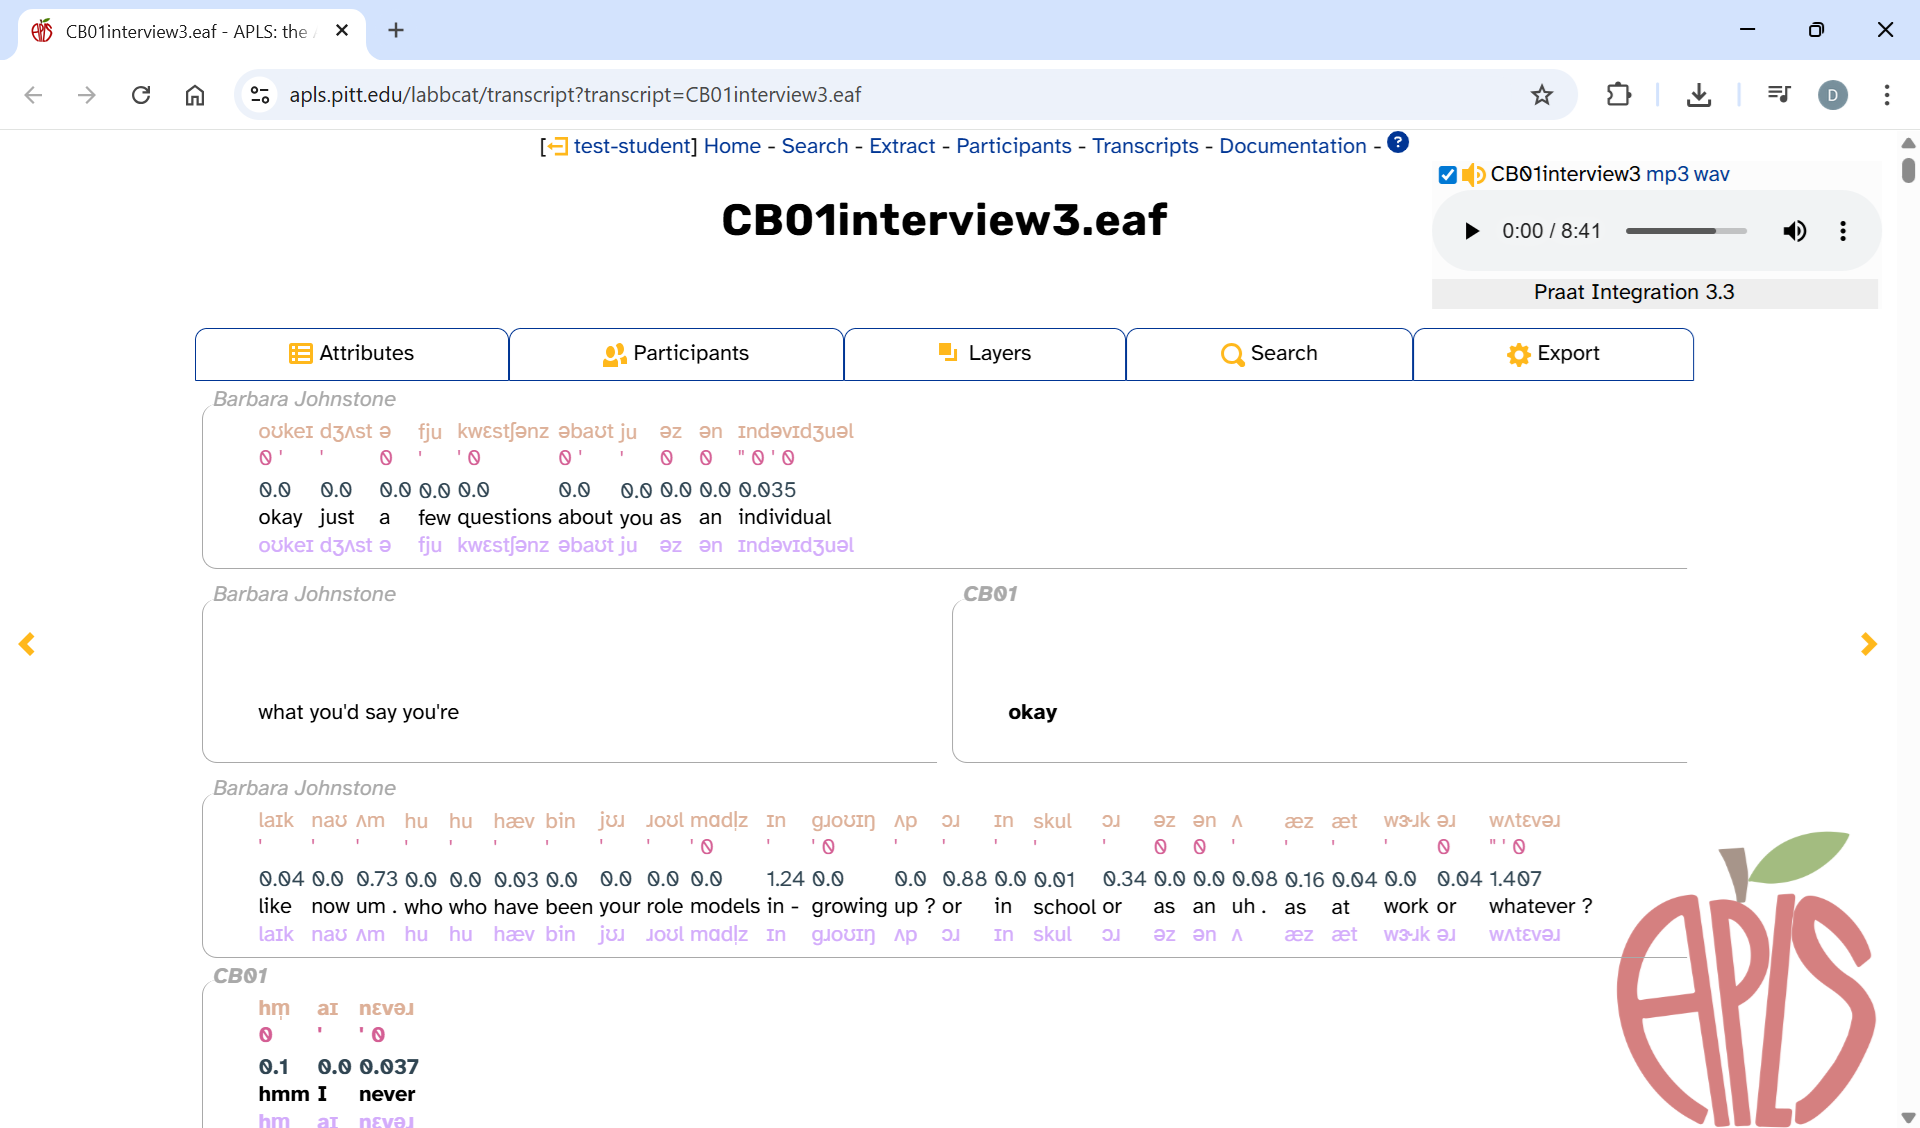 CB01interview3.eaf - APLS: the A
apls.pitt.edu/labbcat/transcript?transcript=CB01interview3.eaf
D
[test-student] Home - Search - Extract - Participants - Transcripts - Documentation - ?
CB01interview3 mp3 wav
CB01interview3.eaf
0:00 / 8:41
Praat Integration 3.3
Attributes Participants Layers Search Export
Barbara Johnstone
oʊkeɪ dʒʌst ə fju kwɛstʃənz əbaʊt ju əz ən ɪndəvɪdʒuəl
0 ' ' 0 ' ' 0 0 ' ' 0 0 " 0 ' 0
0.0 0.0 0.0 0.0 0.0 0.0 0.0 0.0 0.0 0.035
okay just a few questions about you as an individual
oʊkeɪ dʒʌst ə fju kwɛstʃənz əbaʊt ju əz ən ɪndəvɪdʒuəl
Barbara Johnstone
what you'd say you're
CB01
okay
Barbara Johnstone
laɪk naʊ ʌm hu hu hæv bin jʊɹ ɹoʊl mɑdl̩z ɪn ɡɹoʊɪŋ ʌp ɔɹ ɪn skul ɔɹ əz ən ʌ æz æt wɝɹk əɹ wʌtɛvəɹ
' ' ' ' ' ' ' ' ' ' 0 ' ' 0 ' ' ' ' ' 0 0 ' ' ' ' 0 " ' 0
0.04 0.0 0.73 0.0 0.0 0.03 0.0 0.0 0.0 0.0 1.24 0.0 0.0 0.88 0.0 0.01 0.34 0.0 0.0 0.08 0.16 0.04 0.0 0.04 1.407
like now um . who who have been your role models in - growing up ? or in school or as an uh . as at work or whatever ?
laɪk naʊ ʌm hu hu hæv bin jʊɹ ɹoʊl mɑdl̩z ɪn ɡɹoʊɪŋ ʌp ɔɹ ɪn skul ɔɹ əz ən ʌ æz æt wɝɹk əɹ wʌtɛvəɹ
CB01
hm̩ aɪ nɛvəɹ
0 ' ' 0
0.1 0.0 0.037
hmm I never
hm aɪ nɛvəɹ
APLS